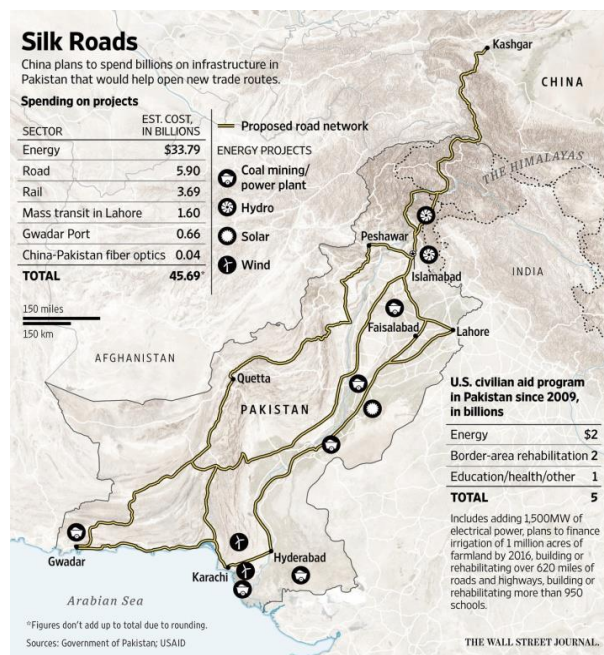 Silk Roads
China plans to spend billions on infrastructure in
Pakistan that would help open new trade routes.
Spending on projects
SECTOR EST. COST, IN BILLIONS
Energy $33.79
Road 5.90
Rail 3.69
Mass transit in Lahore 1.60
Gwadar Port 0.66
China-Pakistan fiber optics 0.04
TOTAL 45.69*
Proposed road network
ENERGY PROJECTS
Coal mining/
power plant
Hydro
Solar
Wind
150 miles
150 km
Kashgar
CHINA
THE HIMALAYAS
Peshawar
Islamabad
INDIA
Faisalabad
Lahore
AFGHANISTAN
Quetta
PAKISTAN
Gwadar
Karachi
Hyderabad
Arabian Sea
U.S. civilian aid program
in Pakistan since 2009,
in billions
Energy $2
Border-area rehabilitation 2
Education/health/other 1
TOTAL 5
Includes adding 1,500MW of
electrical power, plans to finance
irrigation of 1 million acres of
farmland by 2016, building or
rehabilitating over 620 miles of
roads and highways, building or
rehabilitating more than 950
schools.
*Figures don't add up to total due to rounding.
Sources: Government of Pakistan; USAID
THE WALL STREET JOURNAL.